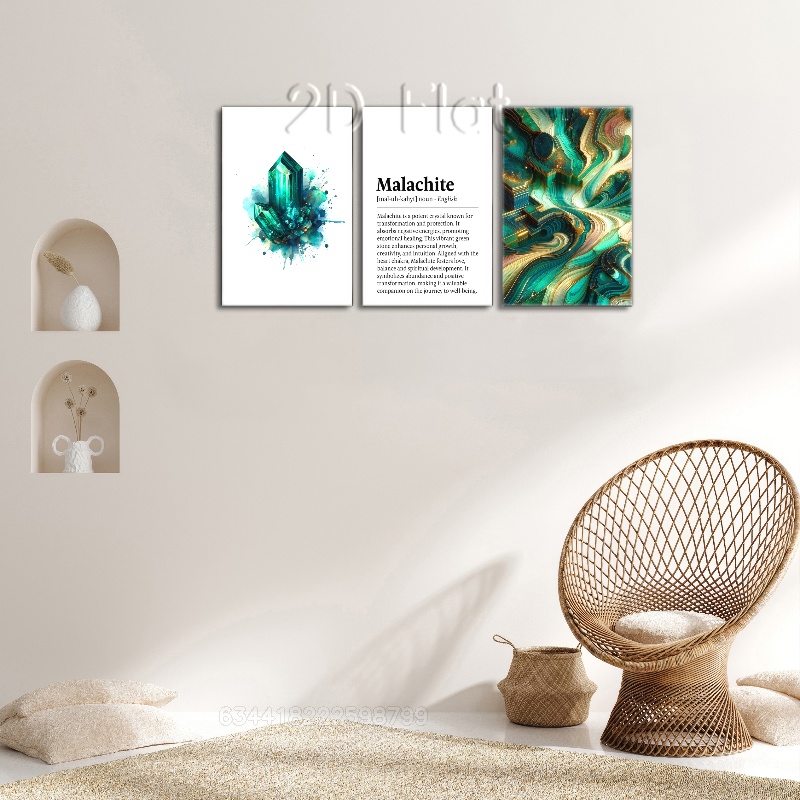 2D Flat
Malachite
[mal-uh-kahyt] noun · English
Malachite is a potent crystal known for
transformation and protection. It
absorbs negative energies, promoting
emotional healing. This vibrant green
stone enhances personal growth,
creativity, and intuition. Aligned with the
heart chakra, Malachite fosters love,
balance and spiritual development. It
symbolizes abundance and positive
transformation, making it a valuable
companion on the journey to well-being.